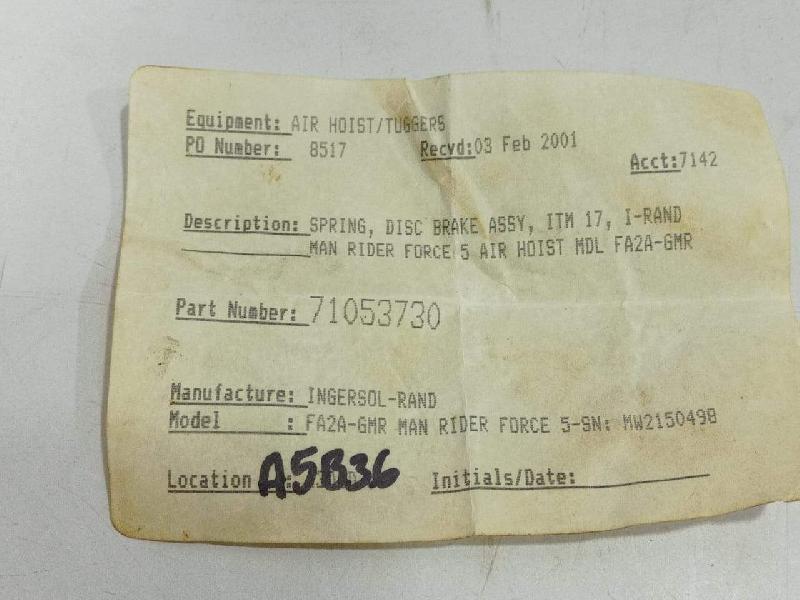 Equipment: AIR HOIST/TUGGERS
PO Number: 8517 Recvd:03 Feb 2001 Acct:7142
Description: SPRING, DISC BRAKE ASSY, ITM 17, I-RAND
MAN RIDER FORCE 5 AIR HOIST MDL FA2A-GMR
Part Number: 71053730
Manufacture: INGERSOL-RAND
Model : FA2A-GMR MAN RIDER FORCE 5-SN: MW2150498
Location : A5B36 Initials/Date: